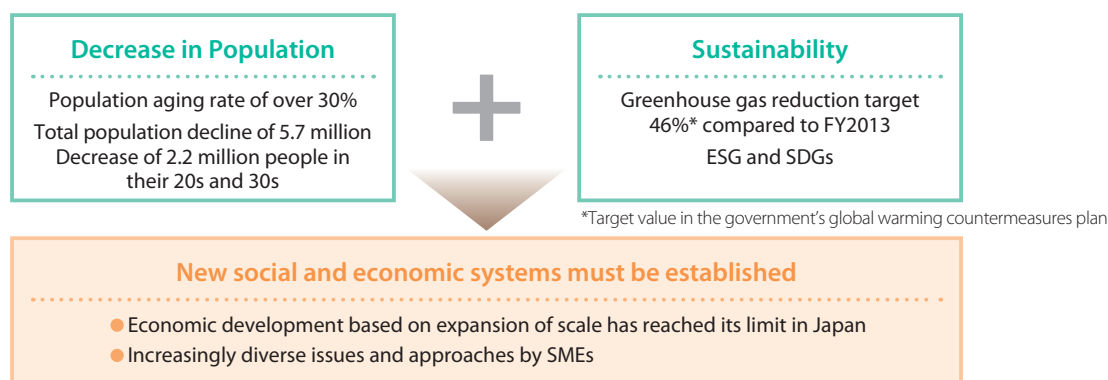 Decrease in Population
Population aging rate of over 30%
Total population decline of 5.7 million
Decrease of 2.2 million people in
their 20s and 30s
+
Sustainability
Greenhouse gas reduction target
46%* compared to FY2013
ESG and SDGs
*Target value in the government’s global warming countermeasures plan
New social and economic systems must be established
● Economic development based on expansion of scale has reached its limit in Japan
● Increasingly diverse issues and approaches by SMEs